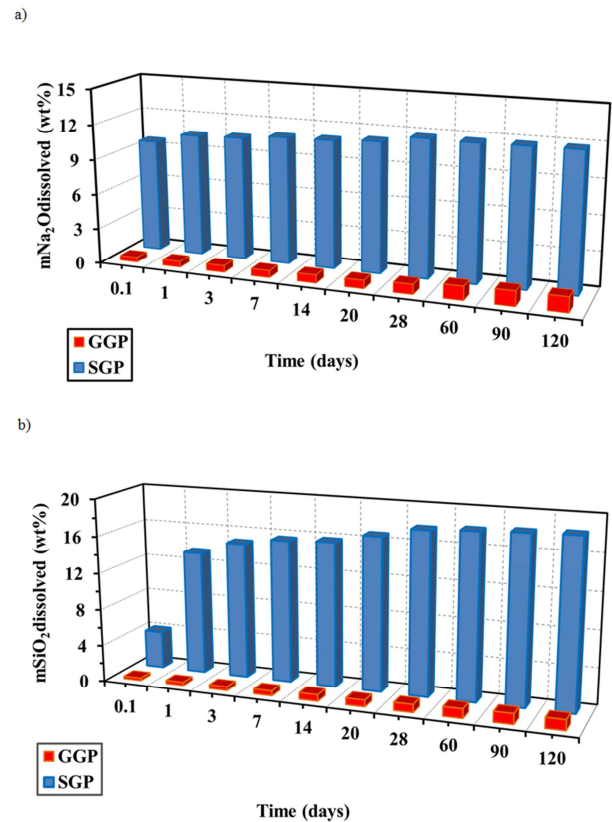 a)
mNa₂Odissolved (wt%)
15
12
9
6
3
0
0.1 1 3 7 14 20 28 60 90 120
GGP
SGP
Time (days)
b)
mSiO₂dissolved (wt%)
20
16
12
8
4
0
0.1 1 3 7 14 20 28 60 90 120
GGP
SGP
Time (days)